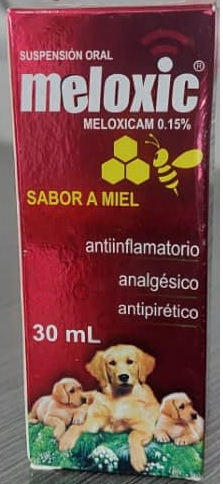 SUSPENSIÓN ORAL
meloxic®
MELOXICAM 0.15%
SABOR A MIEL
antiinflamatorio
analgésico
antipirético
30 mL